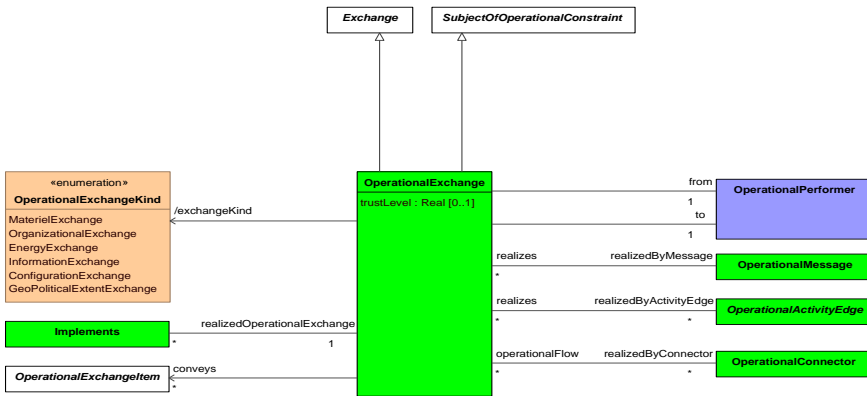 Exchange
SubjectOfOperationalConstraint
«enumeration»
OperationalExchangeKind
MaterielExchange
OrganizationalExchange
EnergyExchange
InformationExchange
ConfigurationExchange
GeoPoliticalExtentExchange
/exchangeKind
OperationalExchange
trustLevel : Real [0..1]
from
1
to
1
OperationalPerformer
realizes
*
realizedByMessage
OperationalMessage
realizes
*
realizedByActivityEdge
*
OperationalActivityEdge
operationalFlow
*
realizedByConnector
*
OperationalConnector
Implements
*
realizedOperationalExchange
1
OperationalExchangeItem
conveys
*